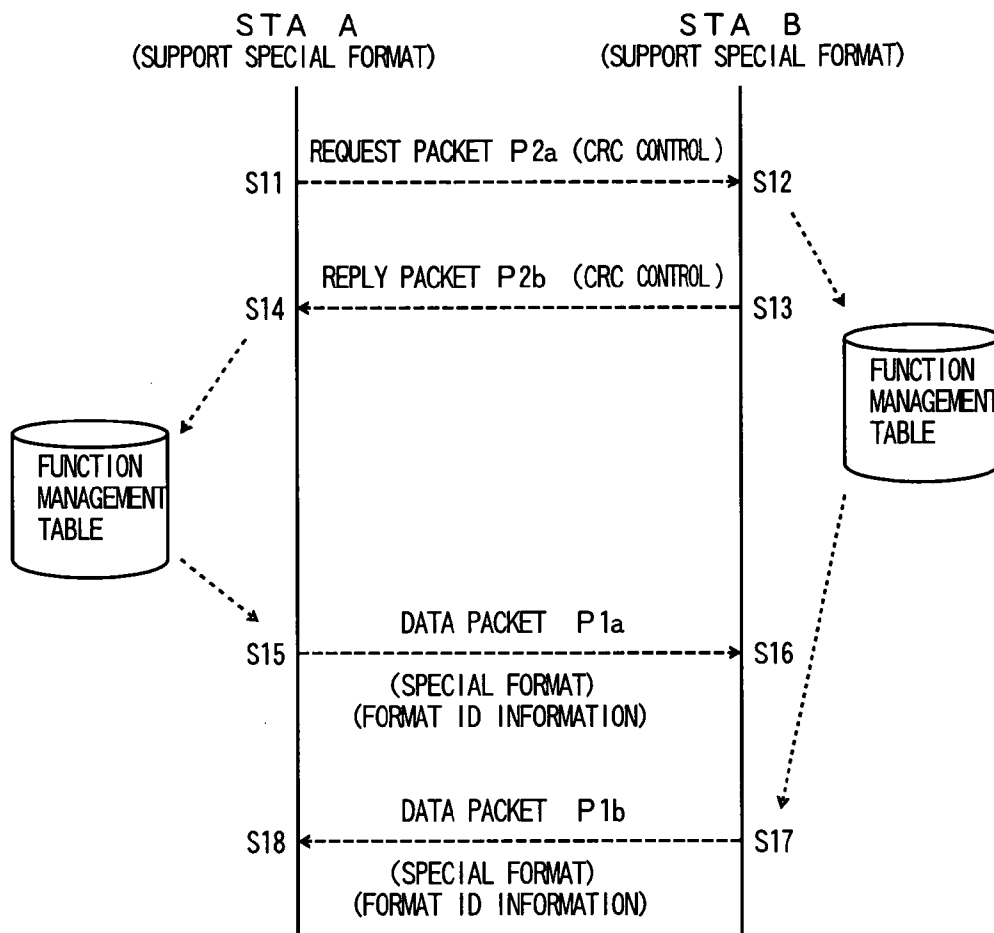 STA A
(SUPPORT SPECIAL FORMAT)
STA B
(SUPPORT SPECIAL FORMAT)
REQUEST PACKET P2a (CRC CONTROL)
S11
S12
REPLY PACKET P2b (CRC CONTROL)
S14
S13
FUNCTION
MANAGEMENT
TABLE
FUNCTION
MANAGEMENT
TABLE
DATA PACKET P1a
S15
S16
(SPECIAL FORMAT)
(FORMAT ID INFORMATION)
DATA PACKET P1b
S18
S17
(SPECIAL FORMAT)
(FORMAT ID INFORMATION)